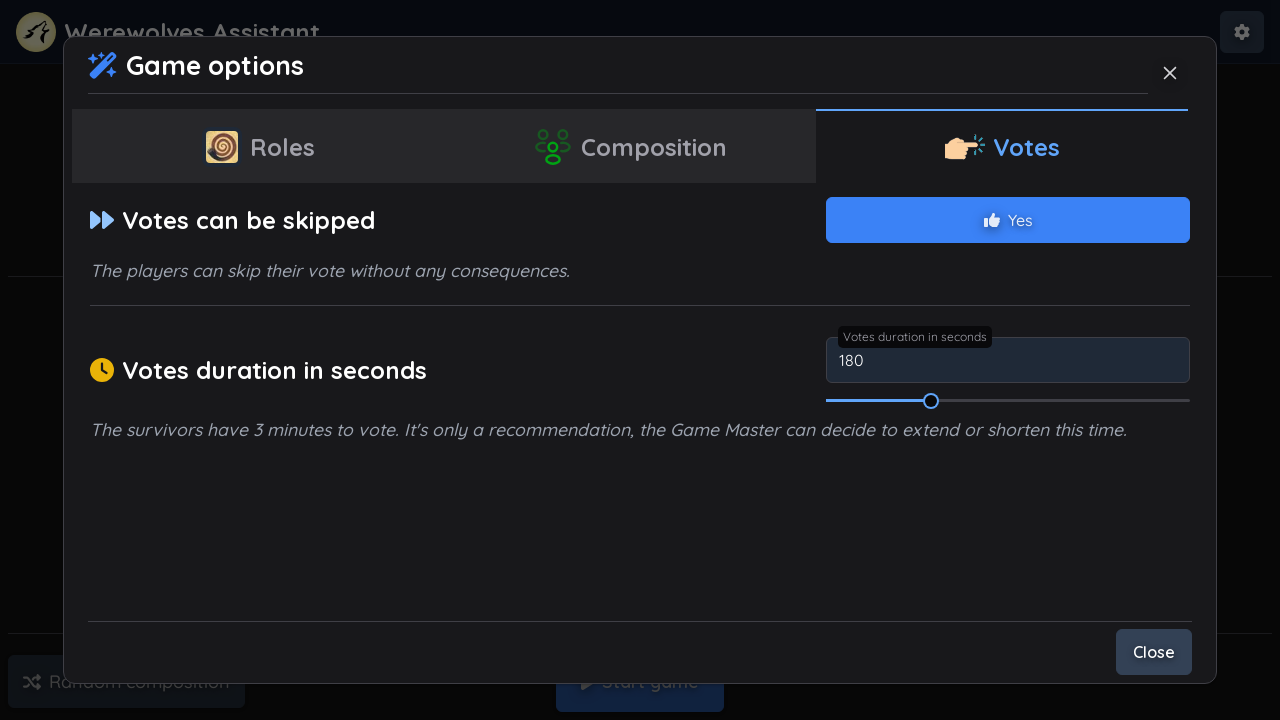 Werewolves Assistant
Game options
Roles
Composition
Votes
Votes can be skipped
Yes
The players can skip their vote without any consequences.
Votes duration in seconds
Votes duration in seconds
180
The survivors have 3 minutes to vote. It's only a recommendation, the Game Master can decide to extend or shorten this time.
Close
Random composition
Start game